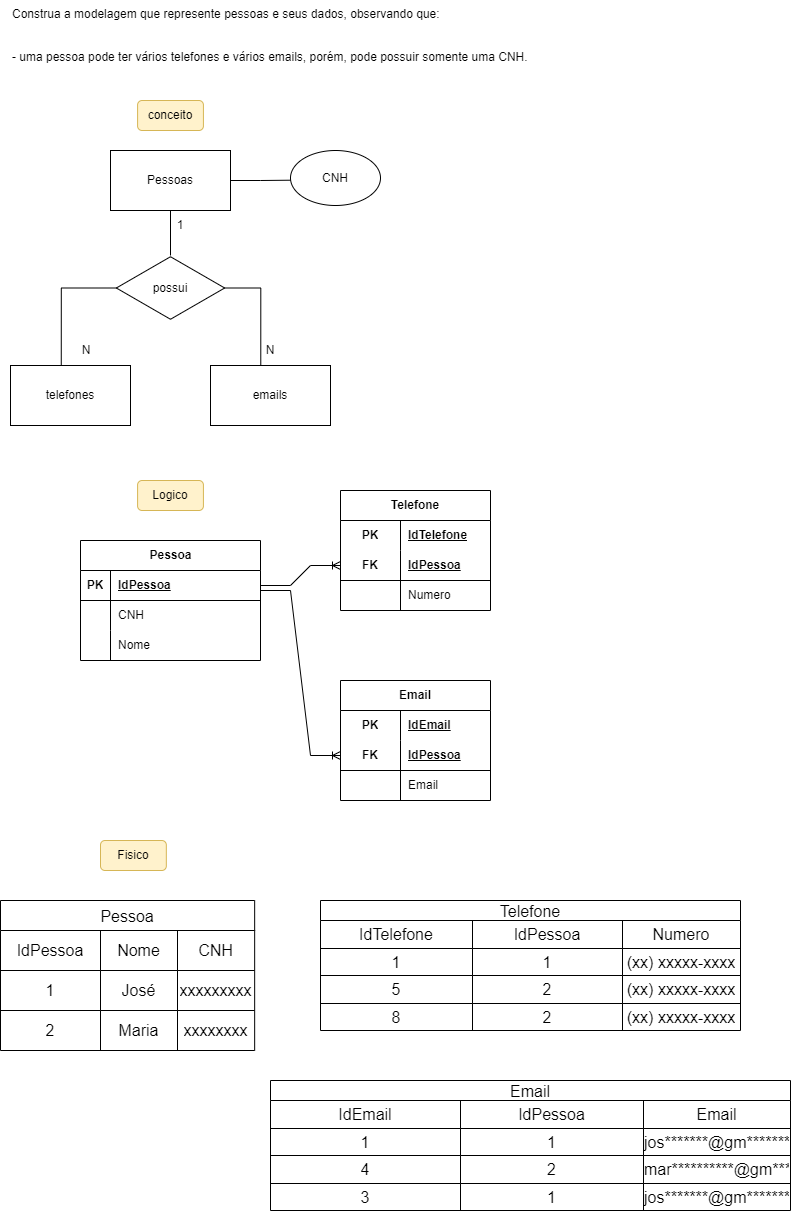 Construa a modelagem que represente pessoas e seus dados, observando que:
- uma pessoa pode ter vários telefones e vários emails, porém, pode possuir somente uma CNH.
conceito
Pessoas
CNH
1
possui
N
N
telefones
emails
Logico
Telefone
PK IdTelefone
FK IdPessoa
Numero
Pessoa
PK IdPessoa
CNH
Nome
Email
PK IdEmail
FK IdPessoa
Email
Fisico
Pessoa
IdPessoa Nome CNH
1 José xxxxxxxxx
2 Maria xxxxxxxx
Telefone
IdTelefone IdPessoa Numero
1 1 (xx) xxxxx-xxxx
5 2 (xx) xxxxx-xxxx
8 2 (xx) xxxxx-xxxx
Email
IdEmail IdPessoa Email
1 1 jos*******@gm*******
4 2 mar**********@gm***
3 1 jos*******@gm*******